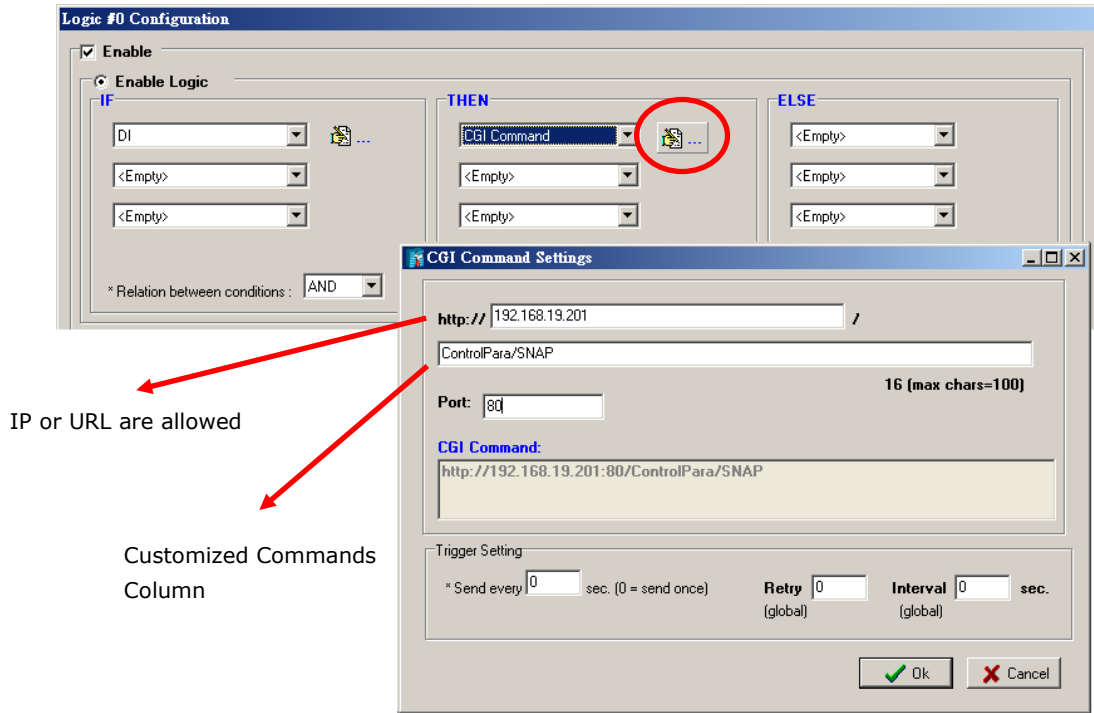 Logic #0 Configuration
Enable
Enable Logic
IF THEN ELSE
DI ... CGI Command ... <Empty>
<Empty> <Empty> <Empty>
<Empty> <Empty> <Empty>
* Relation between conditions : AND
CGI Command Settings
http:// 192.168.19.201 /
ControlPara/SNAP
16 (max chars=100)
Port: 80
CGI Command:
http://192.168.19.201:80/ControlPara/SNAP
Trigger Setting
* Send every 0 sec. (0 = send once) Retry 0 Interval 0 sec.
(global) (global)
Ok Cancel
IP or URL are allowed
Customized Commands
Column